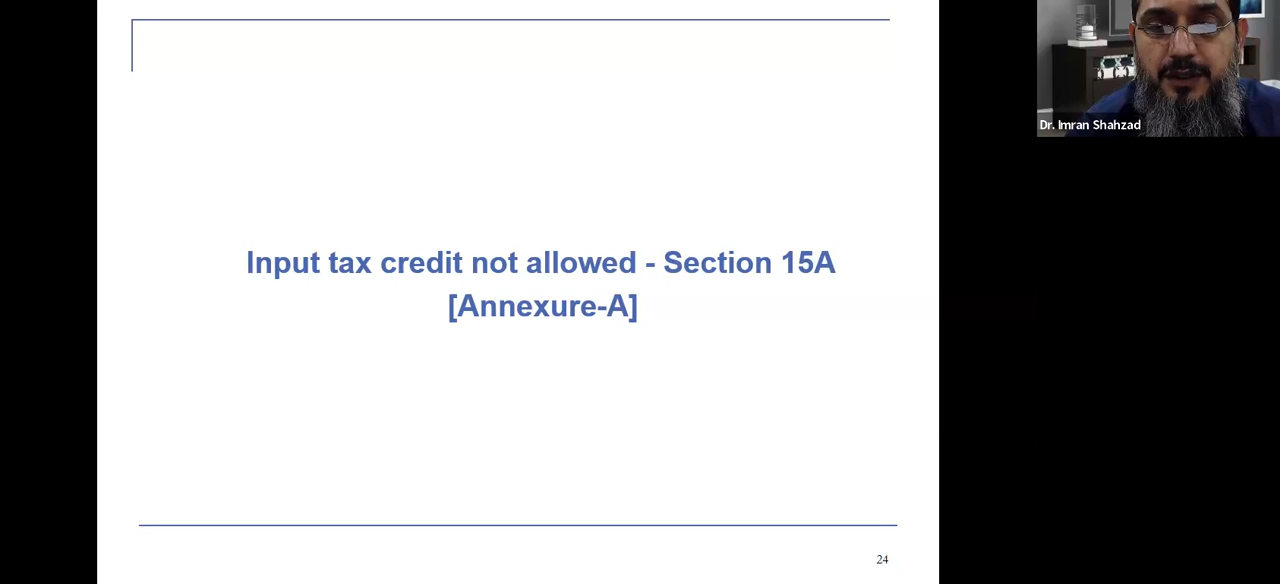 Dr. Imran Shahzad
Input tax credit not allowed - Section 15A
[Annexure-A]
24